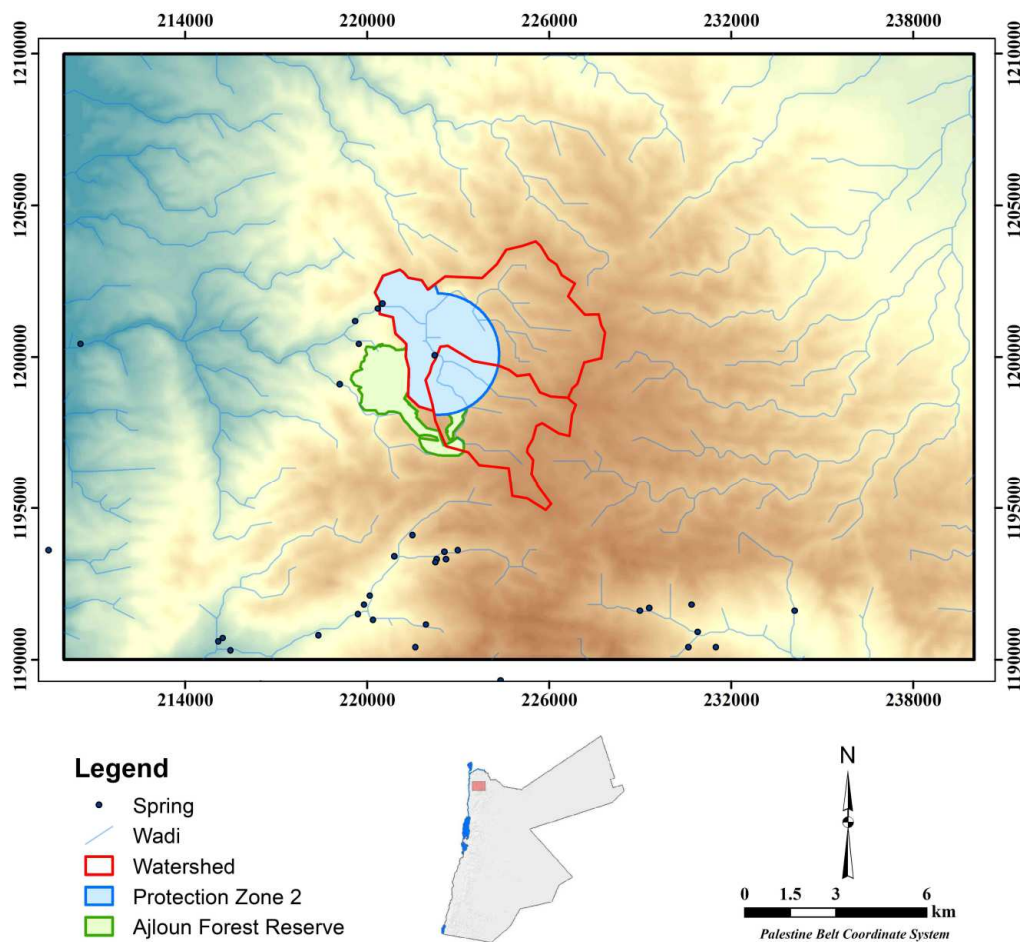 214000 220000 226000 232000 238000
1210000 1210000
1205000 1205000
1200000 1200000
1195000 1195000
1190000 1190000
214000 220000 226000 232000 238000
Legend
Spring
Wadi
Watershed
Protection Zone 2
Ajloun Forest Reserve
N
0 1.5 3 6
km
Palestine Belt Coordinate System